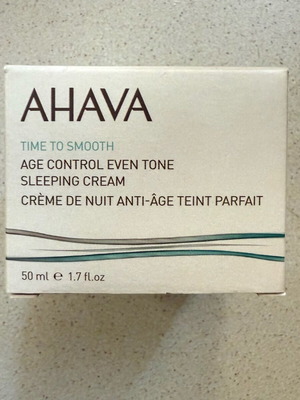 AHAVA
TIME TO SMOOTH
AGE CONTROL EVEN TONE
SLEEPING CREAM
CRÈME DE NUIT ANTI-ÂGE TEINT PARFAIT
50 ml ℮ 1.7 fl.oz